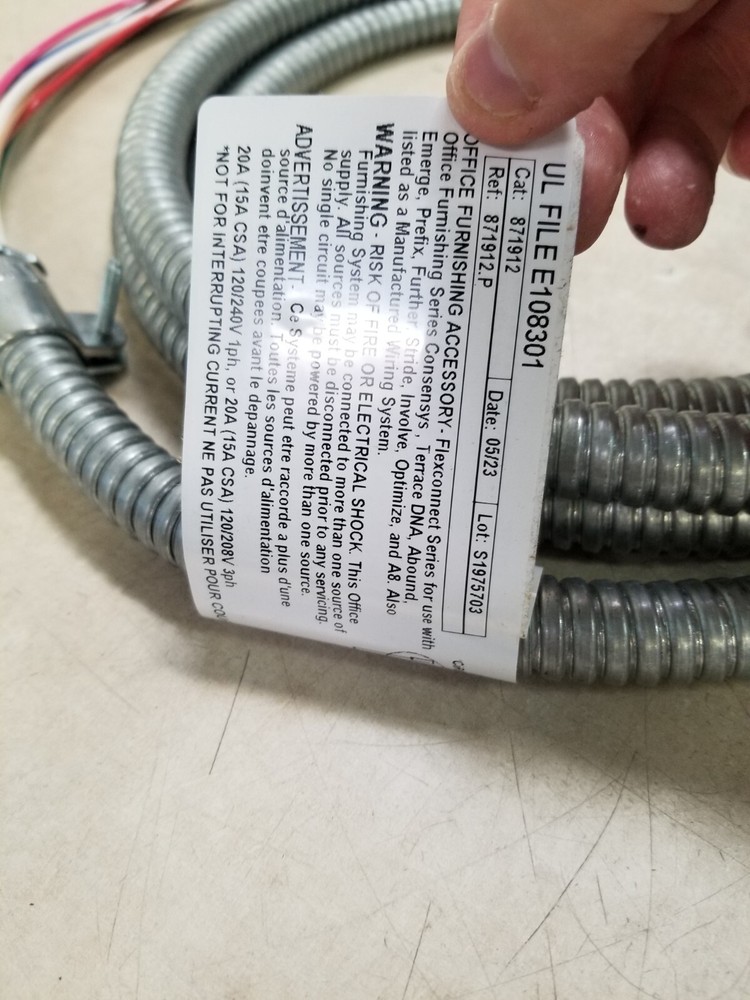 UL FILE E108301
Cat: 871912
Ref: 871912.P Date: 05/23 Lot: S1975703
OFFICE FURNISHING ACCESSORY - Flexconnect Series for use with
Office Furnishing Series Consensys, Terrace DNA, Abound,
Emerge, Prefix, Further, Stride, Involve, Optimize, and A8. Also
listed as a Manufactured Wiring System.
WARNING - RISK OF FIRE OR ELECTRICAL SHOCK. This Office
Furnishing System may be connected to more than one source of
supply. All sources must be disconnected prior to any servicing.
No single circuit may be powered by more than one source.
ADVERTISSEMENT - Ce Systeme peut etre raccorde a plus d'une
source d'alimentation. Toutes les sources d'alimentation
doivent etre coupees avant le depannage.
20A (15A CSA) 120/240V 1ph, or 20A (15A CSA) 120/208V 3ph
*NOT FOR INTERRUPTING CURRENT NE PAS UTILISER POUR